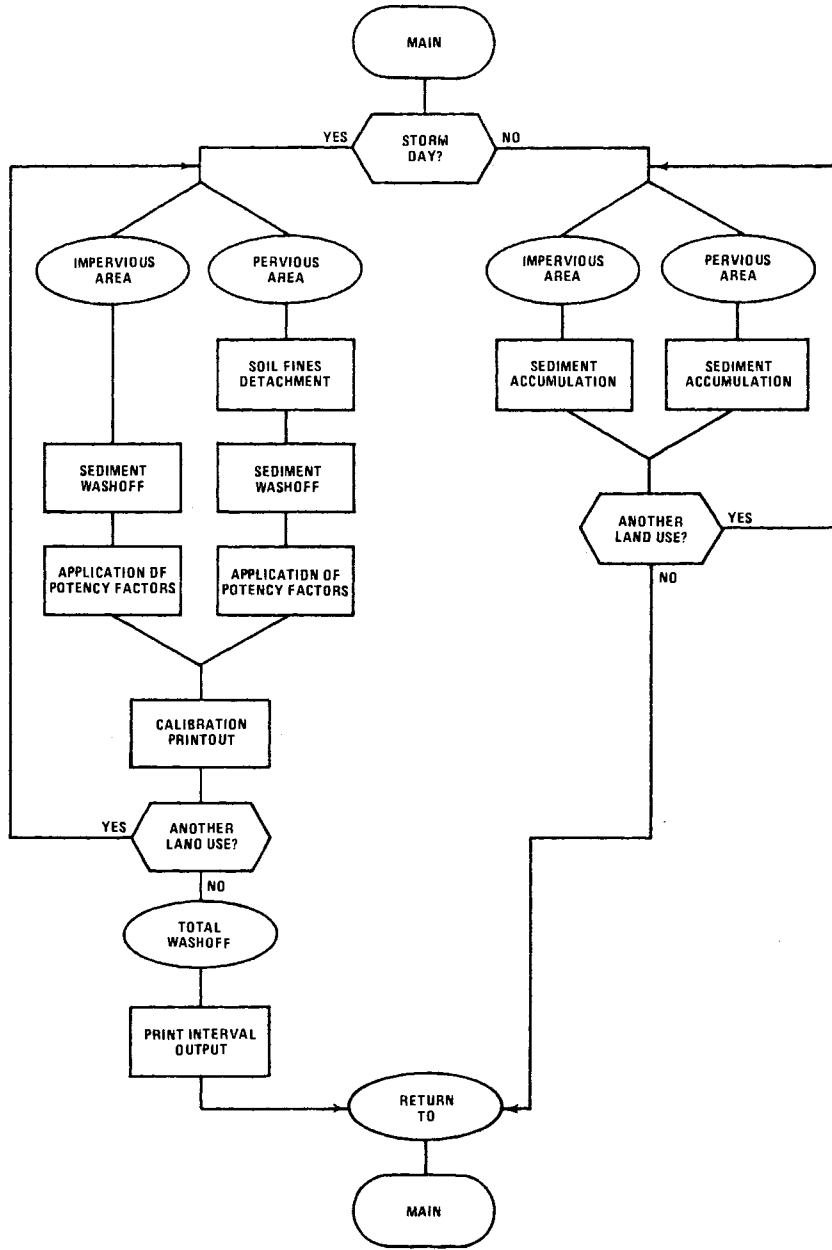 MAIN
YES
STORM
DAY?
NO
IMPERVIOUS
AREA
PERVIOUS
AREA
IMPERVIOUS
AREA
PERVIOUS
AREA
SOIL FINES
DETACHMENT
SEDIMENT
ACCUMULATION
SEDIMENT
ACCUMULATION
SEDIMENT
WASHOFF
SEDIMENT
WASHOFF
ANOTHER
LAND USE?
YES
NO
APPLICATION OF
POTENCY FACTORS
APPLICATION OF
POTENCY FACTORS
CALIBRATION
PRINTOUT
YES
ANOTHER
LAND USE?
NO
TOTAL
WASHOFF
PRINT INTERVAL
OUTPUT
RETURN
TO
MAIN